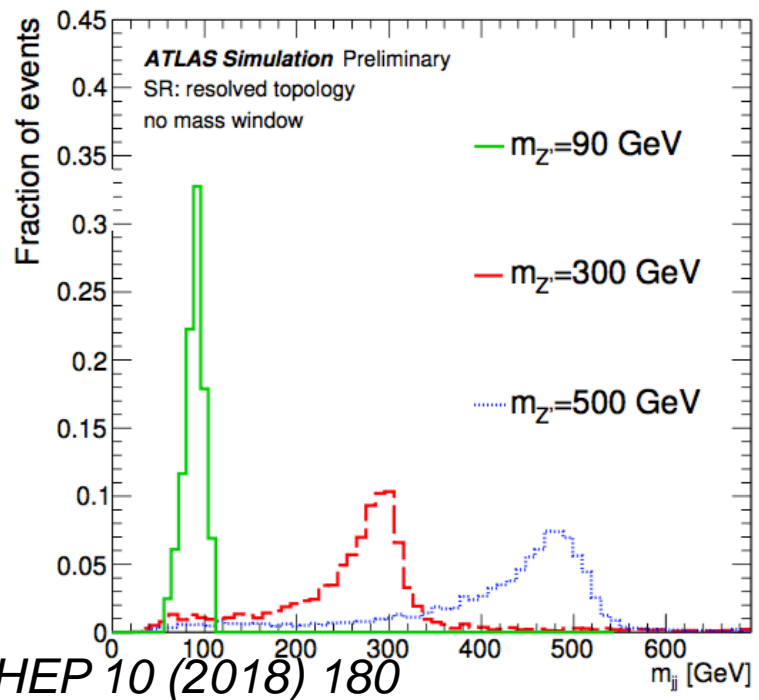 Fraction of events
0.45
0.4
0.35
0.3
0.25
0.2
0.15
0.1
0.05
0
ATLAS Simulation Preliminary
SR: resolved topology
no mass window
m_Z'=90 GeV
m_Z'=300 GeV
m_Z'=500 GeV
0 100 200 300 400 500 600
m_jj [GeV]
HEP 10 (2018) 180